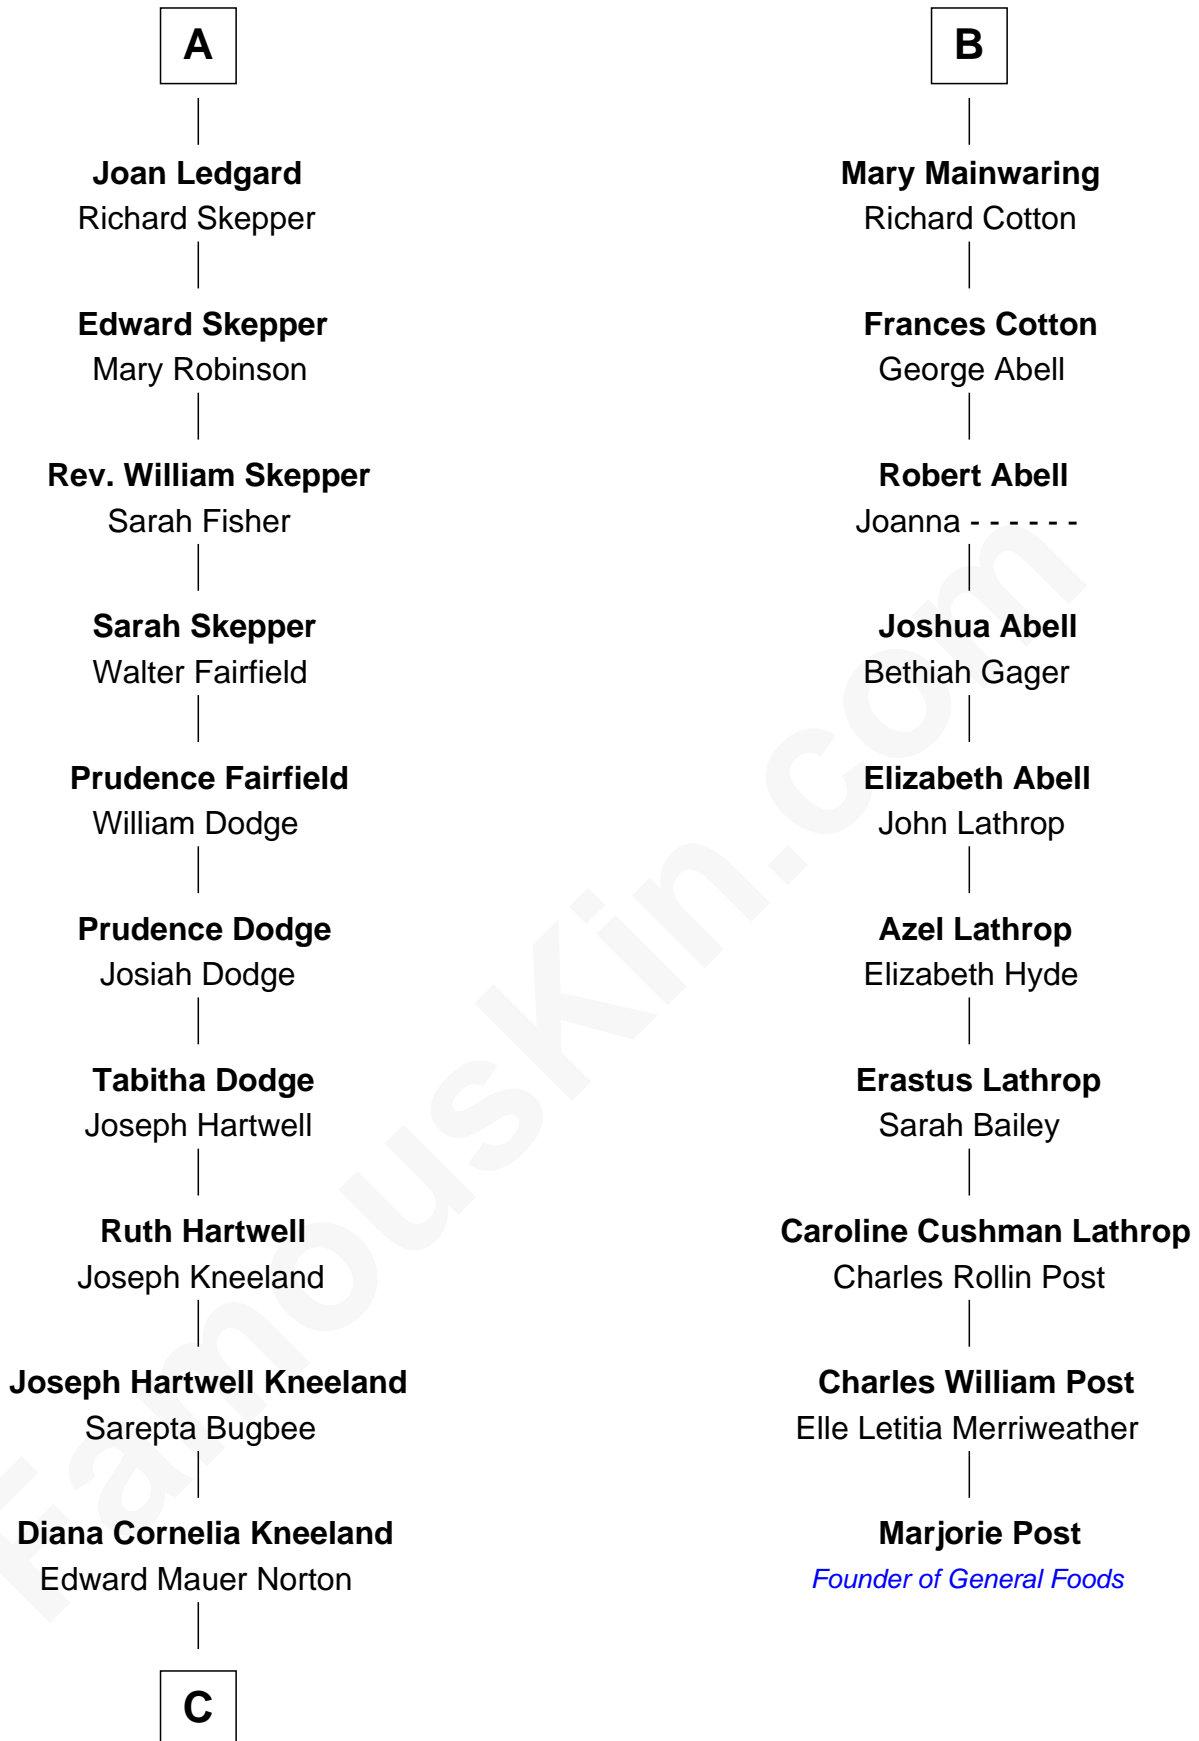 A
Joan Ledgard
Richard Skepper
Edward Skepper
Mary Robinson
Rev. William Skepper
Sarah Fisher
Sarah Skepper
Walter Fairfield
Prudence Fairfield
William Dodge
Prudence Dodge
Josiah Dodge
Tabitha Dodge
Joseph Hartwell
Ruth Hartwell
Joseph Kneeland
Joseph Hartwell Kneeland
Sarepta Bugbee
Diana Cornelia Kneeland
Edward Mauer Norton
C
B
Mary Mainwaring
Richard Cotton
Frances Cotton
George Abell
Robert Abell
Joanna - - - - - -
Joshua Abell
Bethiah Gager
Elizabeth Abell
John Lathrop
Azel Lathrop
Elizabeth Hyde
Erastus Lathrop
Sarah Bailey
Caroline Cushman Lathrop
Charles Rollin Post
Charles William Post
Elle Letitia Merriweather
Marjorie Post
Founder of General Foods
FamousKin.com